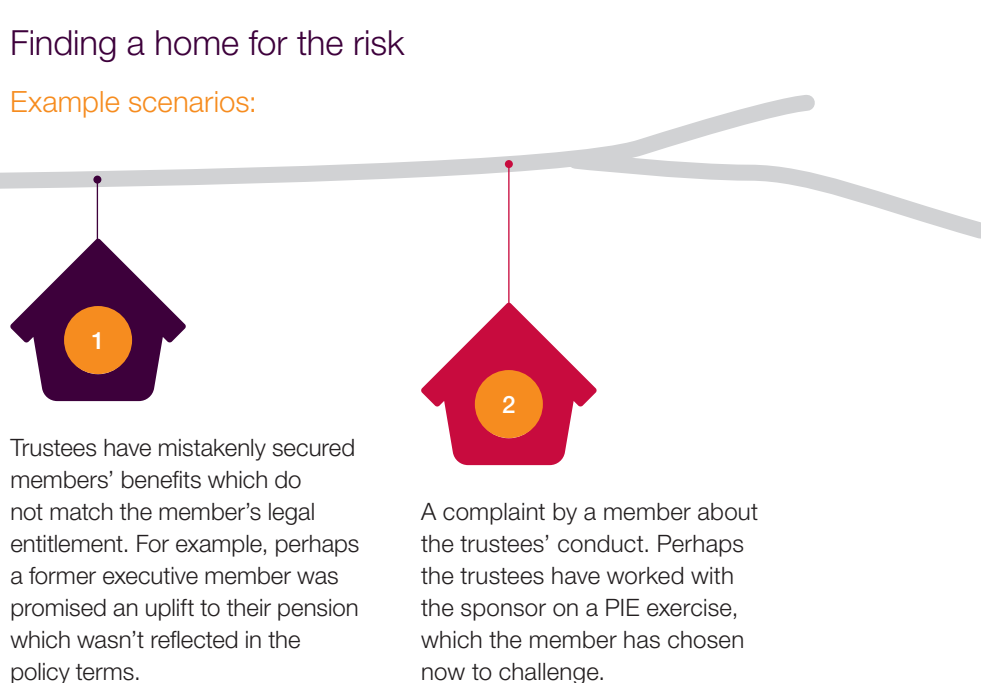 Finding a home for the risk
Example scenarios:
1
Trustees have mistakenly secured
members’ benefits which do
not match the member’s legal
entitlement. For example, perhaps
a former executive member was
promised an uplift to their pension
which wasn't reflected in the
policy terms.
2
A complaint by a member about
the trustees’ conduct. Perhaps
the trustees have worked with
the sponsor on a PIE exercise,
which the member has chosen
now to challenge.